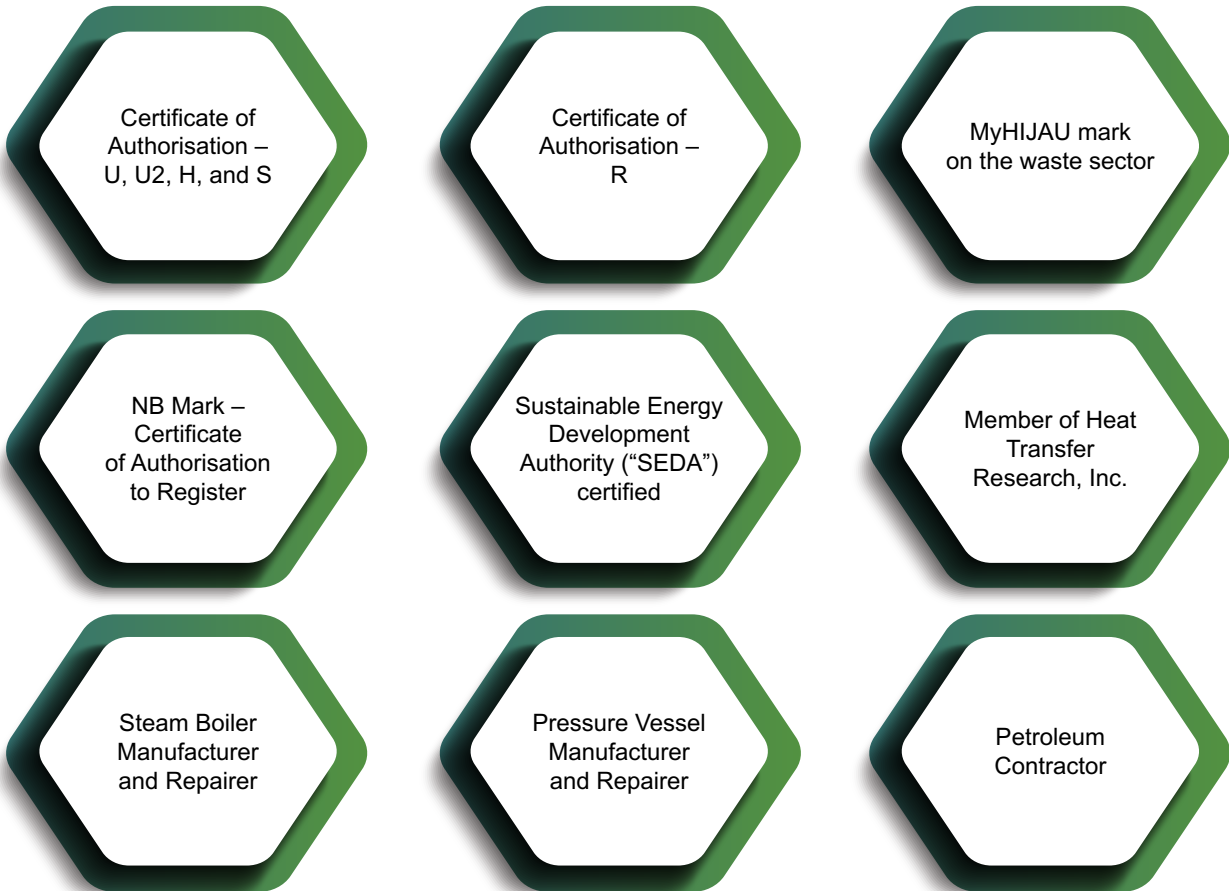 Certificate of
Authorisation –
U, U2, H, and S
Certificate of
Authorisation –
R
MyHIJAU mark
on the waste sector
NB Mark –
Certificate
of Authorisation
to Register
Sustainable Energy
Development
Authority (“SEDA”)
certified
Member of Heat
Transfer
Research, Inc.
Steam Boiler
Manufacturer
and Repairer
Pressure Vessel
Manufacturer
and Repairer
Petroleum
Contractor